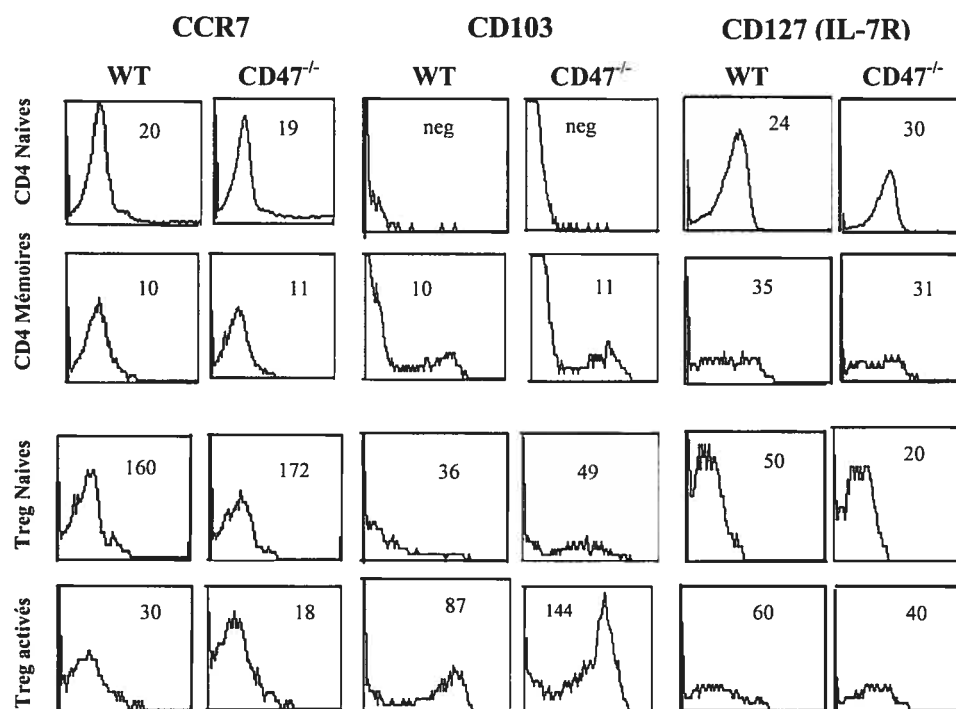 CCR7 CD103 CD127 (IL-7R)
WT CD47-/- WT CD47-/- WT CD47-/-
CD4 Naives 20 19 neg neg 24 30
CD4 Mémoires 10 11 10 11 35 31
Treg Naives 160 172 36 49 50 20
Treg activés 30 18 87 144 60 40